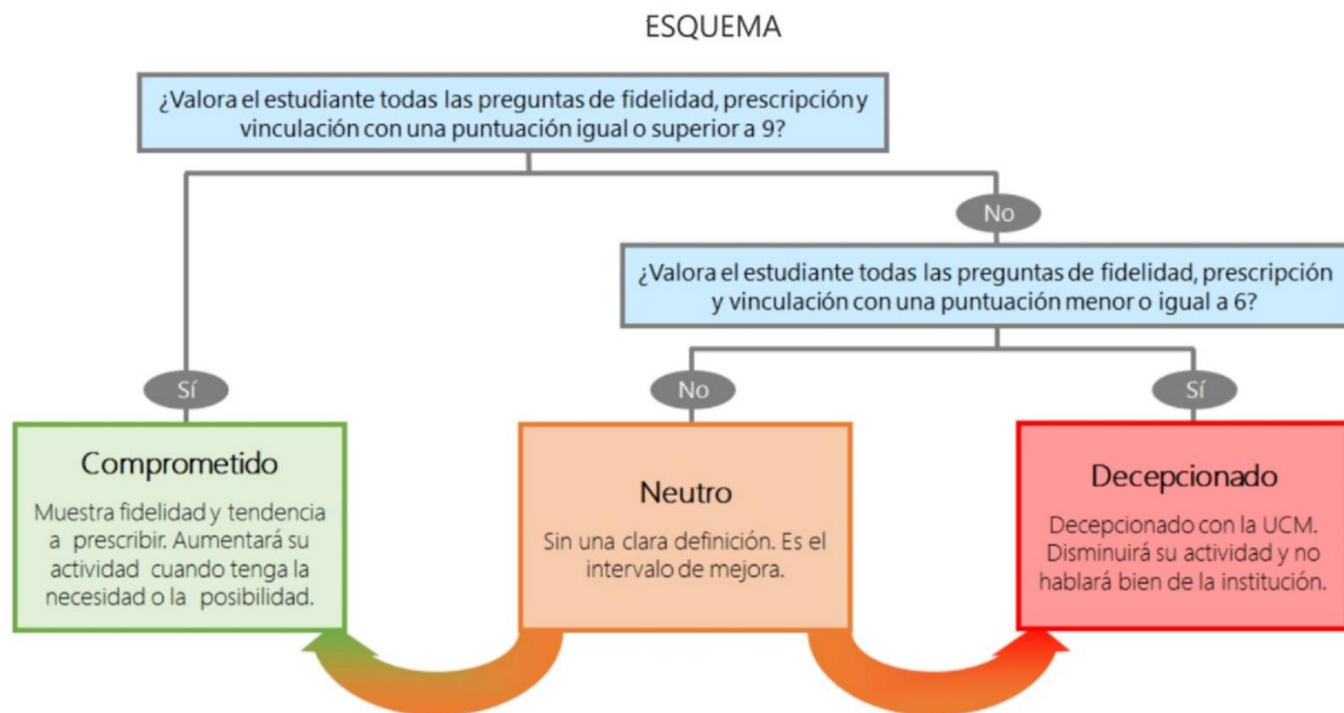 ESQUEMA
¿Valora el estudiante todas las preguntas de fidelidad, prescripción y
vinculación con una puntuación igual o superior a 9?
No
¿Valora el estudiante todas las preguntas de fidelidad, prescripción
y vinculación con una puntuación menor o igual a 6?
Sí
No
Sí
Comprometido
Muestra fidelidad y tendencia
a prescribir. Aumentará su
actividad cuando tenga la
necesidad o la posibilidad.
Neutro
Sin una clara definición. Es el
intervalo de mejora.
Decepcionado
Decepcionado con la UCM.
Disminuirá su actividad y no
hablará bien de la institución.